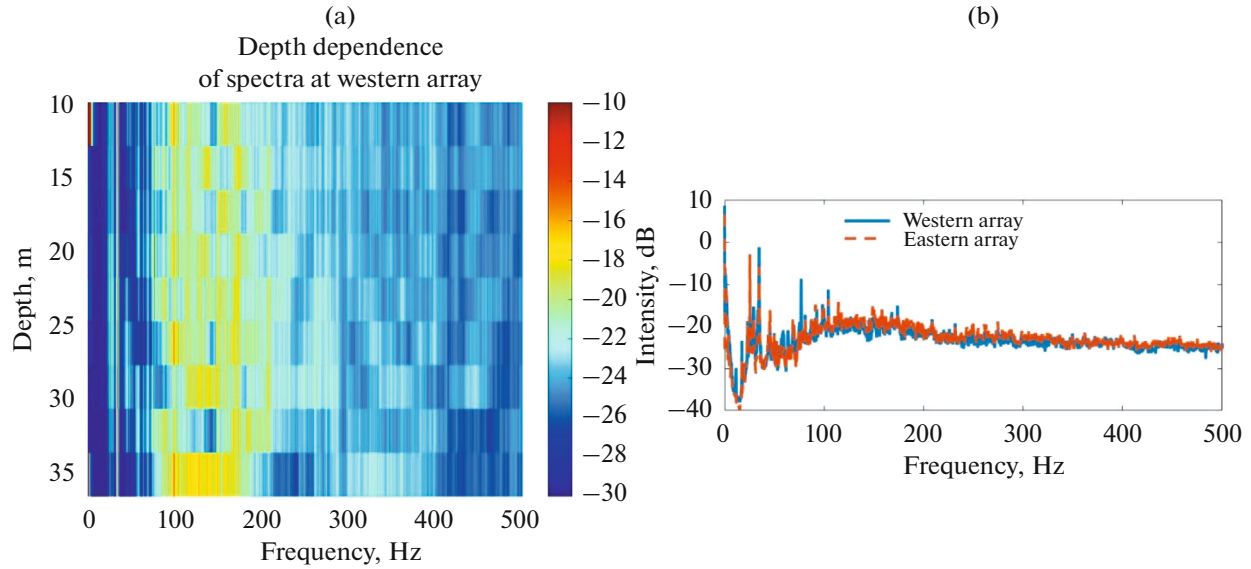 (a)
Depth dependence
of spectra at western array
Depth, m
10
15
20
25
30
35
0 100 200 300 400 500
Frequency, Hz
−10
−12
−14
−16
−18
−20
−22
−24
−26
−28
−30
(b)
Intensity, dB
10
0
−10
−20
−30
−40
Western array
Eastern array
0 100 200 300 400 500
Frequency, Hz